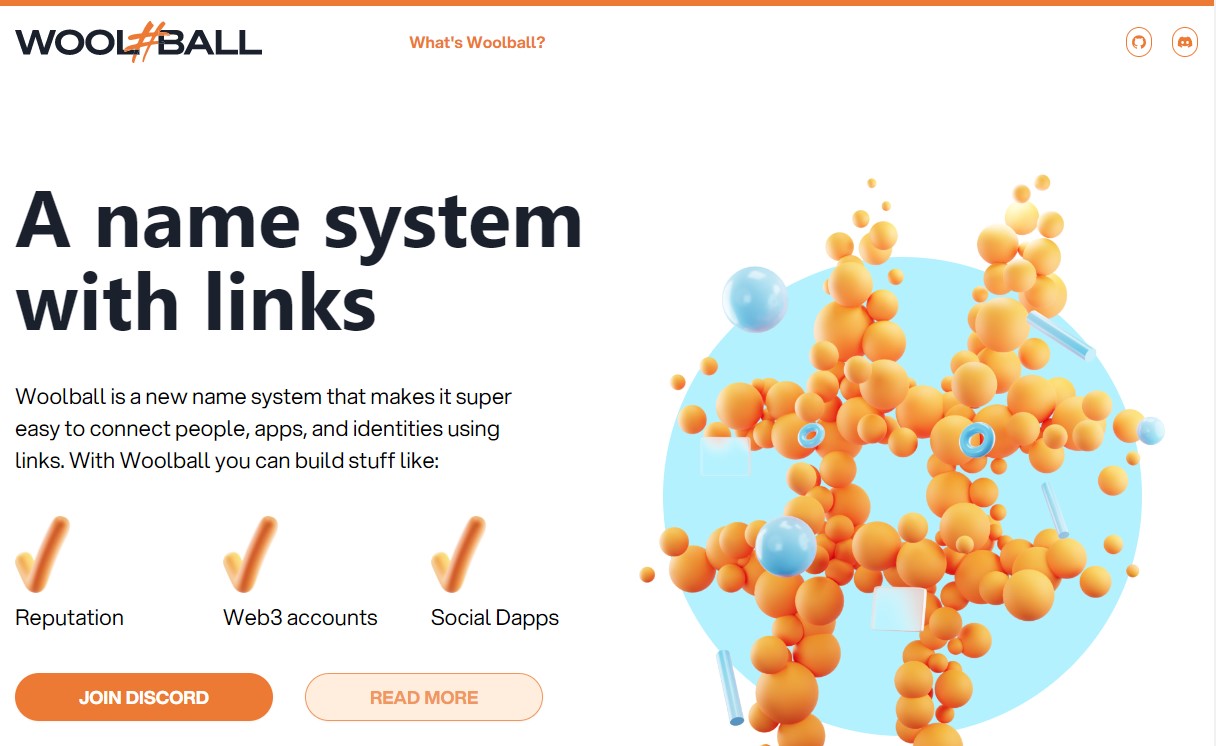 WOOL#BALL
What's Woolball?
A name system
with links
Woolball is a new name system that makes it super
easy to connect people, apps, and identities using
links. With Woolball you can build stuff like:
Reputation
Web3 accounts
Social Dapps
JOIN DISCORD
READ MORE